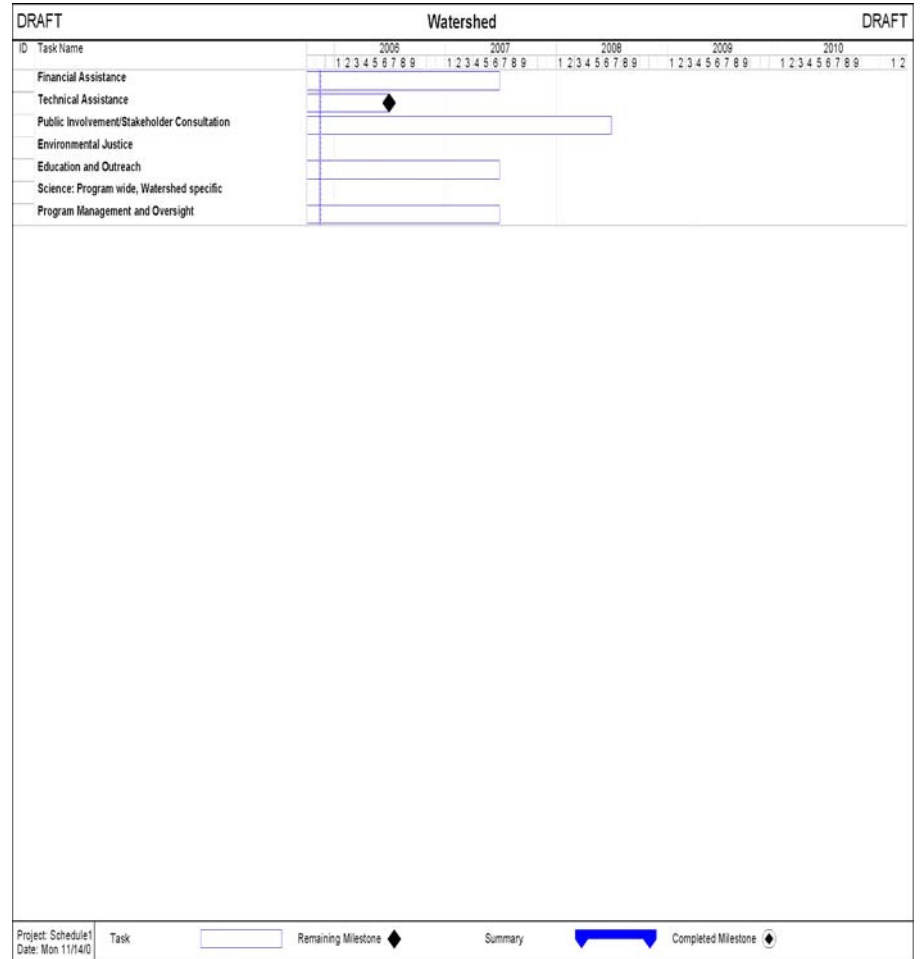 DRAFT Watershed DRAFT
ID Task Name 2006 2007 2008 2009 2010
1 2 3 4 5 6 7 8 9 1 2 3 4 5 6 7 8 9 1 2 3 4 5 6 7 8 9 1 2 3 4 5 6 7 8 9 1 2 3 4 5 6 7 8 9 1 2
Financial Assistance
Technical Assistance
Public Involvement/Stakeholder Consultation
Environmental Justice
Education and Outreach
Science: Program wide, Watershed specific
Program Management and Oversight
Project: Schedule1 Task Remaining Milestone Summary Completed Milestone
Date: Mon 11/14/0